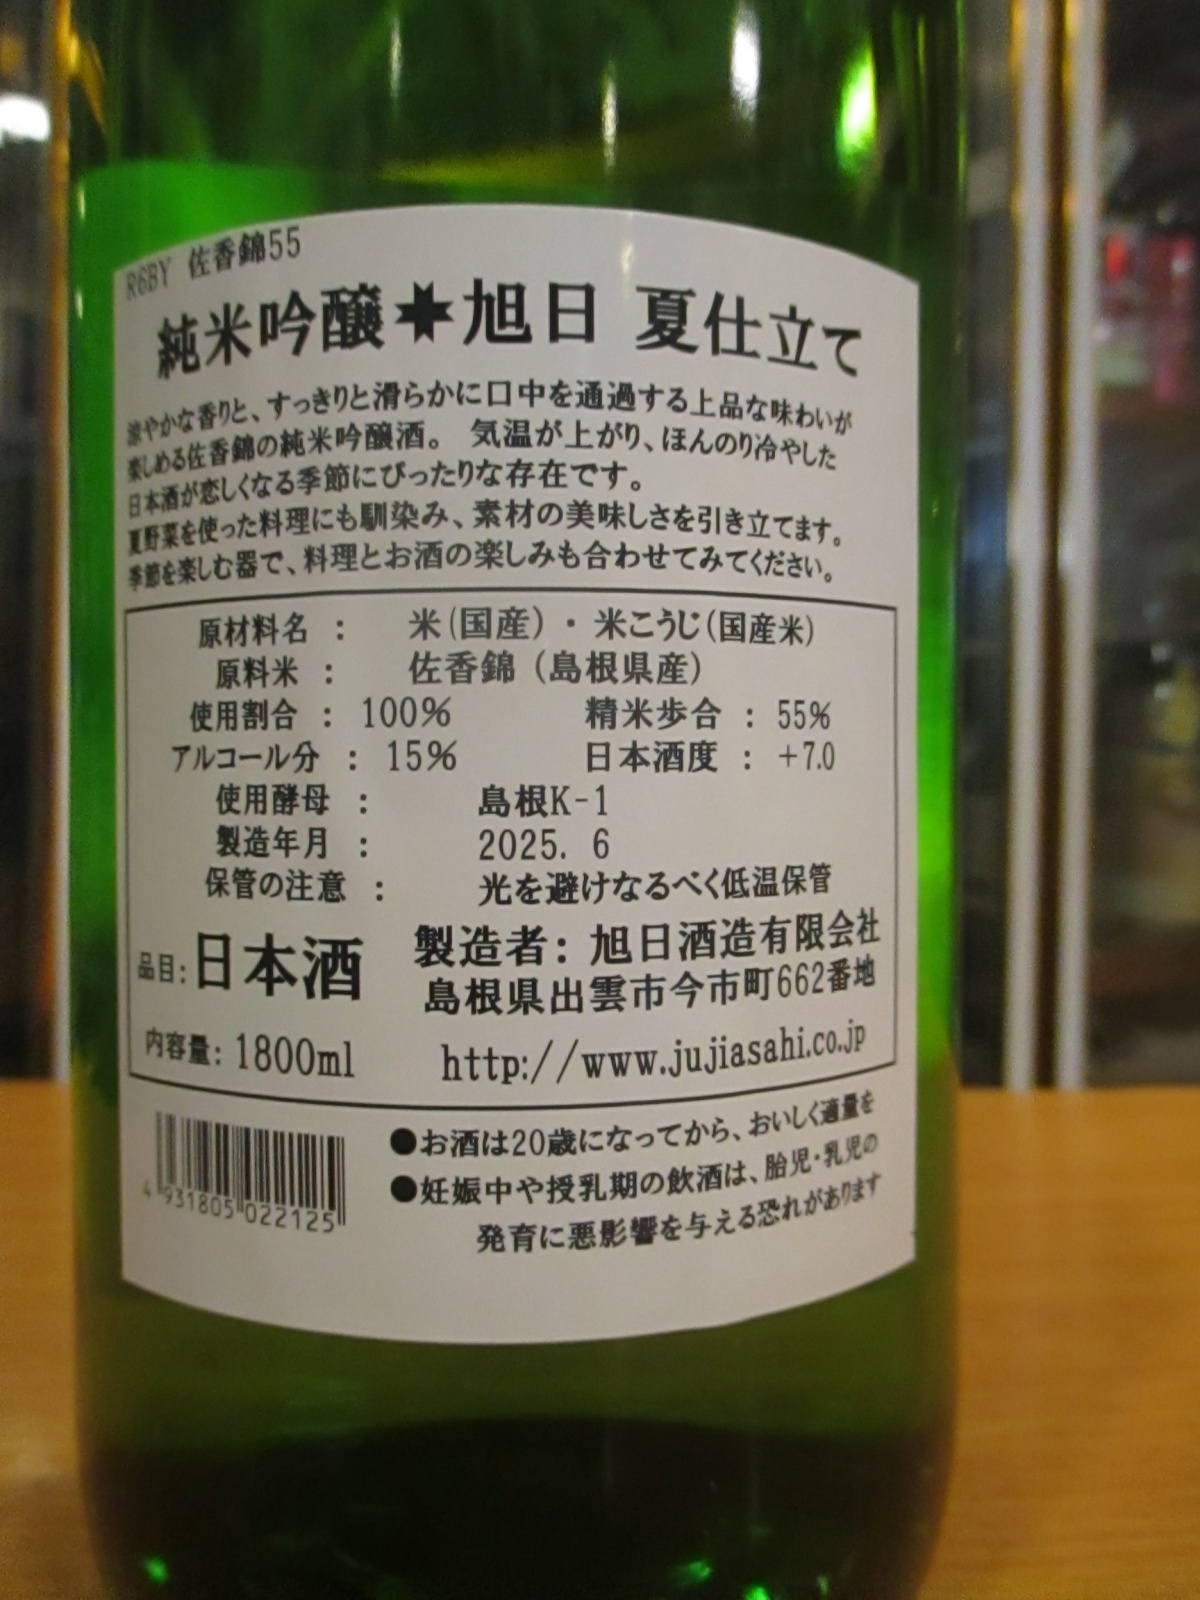 R6BY 佐香錦55
純米吟醸✷旭日 夏仕立て
涼やかな香りと、すっきりと滑らかに口中を通過する上品な味わいが
楽しめる佐香錦の純米吟醸酒。 気温が上がり、ほんのり冷やした
日本酒が恋しくなる季節にぴったりな存在です。
夏野菜を使った料理にも馴染み、素材の美味しさを引き立てます。
季節を楽しむ器で、料理とお酒の楽しみも合わせてみてください。
原材料名 : 米(国産)・米こうじ(国産米)
原料米 : 佐香錦(島根県産)
使用割合 : 100% 精米歩合 : 55%
アルコール分 : 15% 日本酒度 : +7.0
使用酵母 : 島根K-1
製造年月 : 2025. 6
保管の注意 : 光を避けなるべく低温保管
品目:日本酒 製造者:旭日酒造有限会社
島根県出雲市今市町662番地
内容量:1800ml http://www.jujiasahi.co.jp
●お酒は20歳になってから、おいしく適量を
●妊娠中や授乳期の飲酒は、胎児・乳児の
発育に悪影響を与える恐れがあります
4 931805 022125